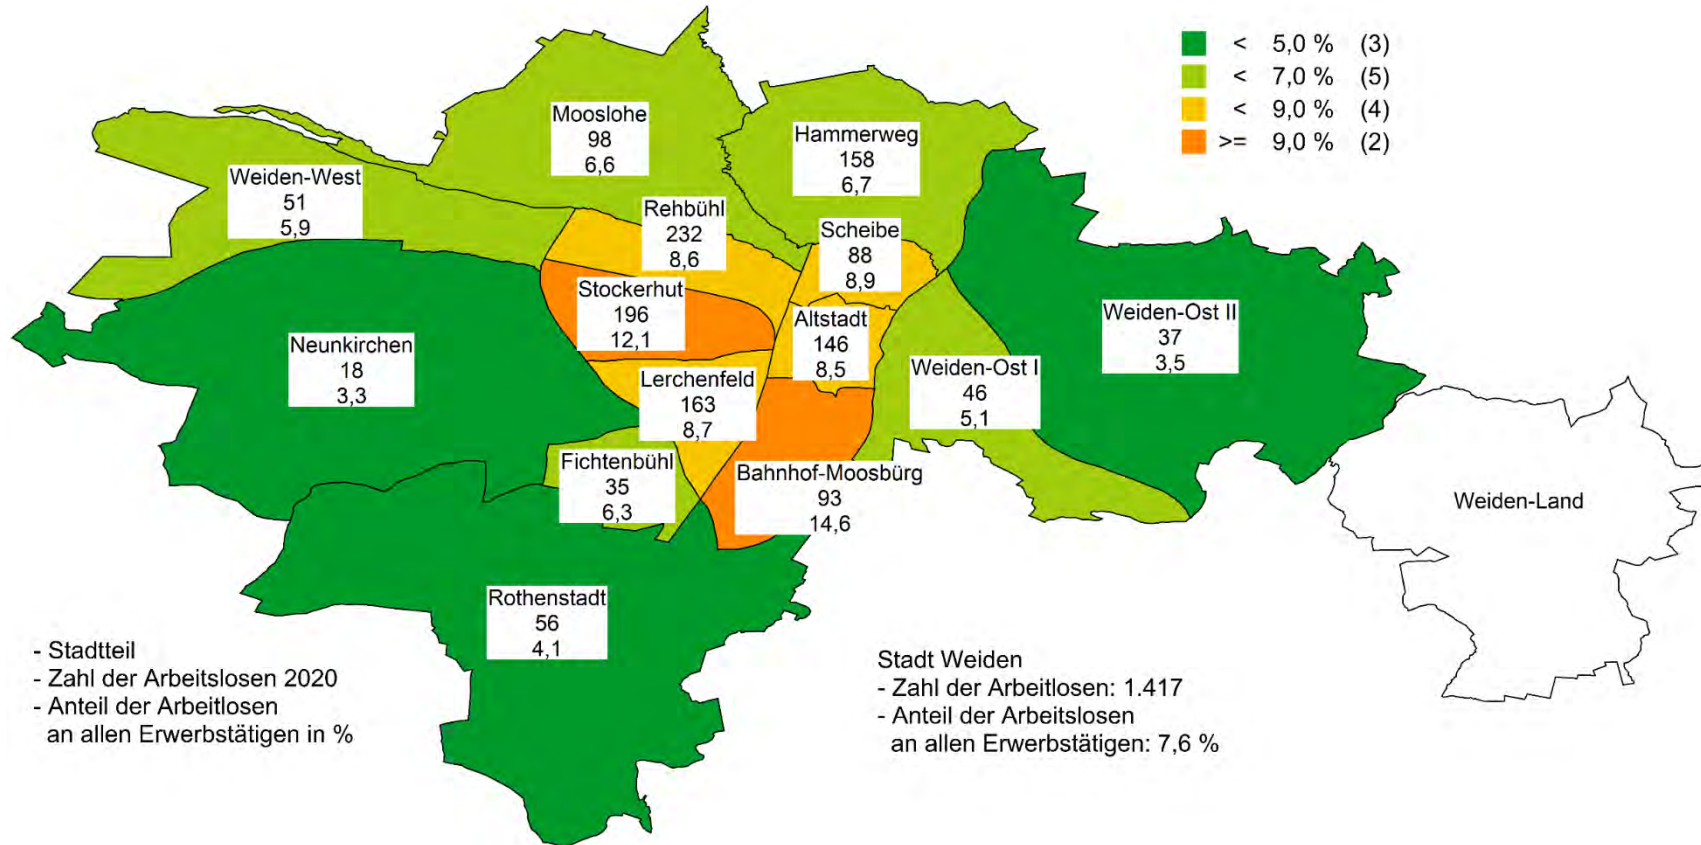 < 5,0 % (3)
< 7,0 % (5)
< 9,0 % (4)
>= 9,0 % (2)
Mooslohe
98
6,6
Hammerweg
158
6,7
Weiden-West
51
5,9
Rehbühl
232
8,6
Scheibe
88
8,9
Stockerhut
196
12,1
Altstadt
146
8,5
Weiden-Ost II
37
3,5
Neunkirchen
18
3,3
Weiden-Ost I
46
5,1
Lerchenfeld
163
8,7
Fichtenbühl
35
6,3
Bahnhof-Moosbürg
93
14,6
Weiden-Land
Rothenstadt
56
4,1
- Stadtteil
- Zahl der Arbeitslosen 2020
- Anteil der Arbeitlosen
an allen Erwerbstätigen in %
Stadt Weiden
- Zahl der Arbeitlosen: 1.417
- Anteil der Arbeitslosen
an allen Erwerbstätigen: 7,6 %